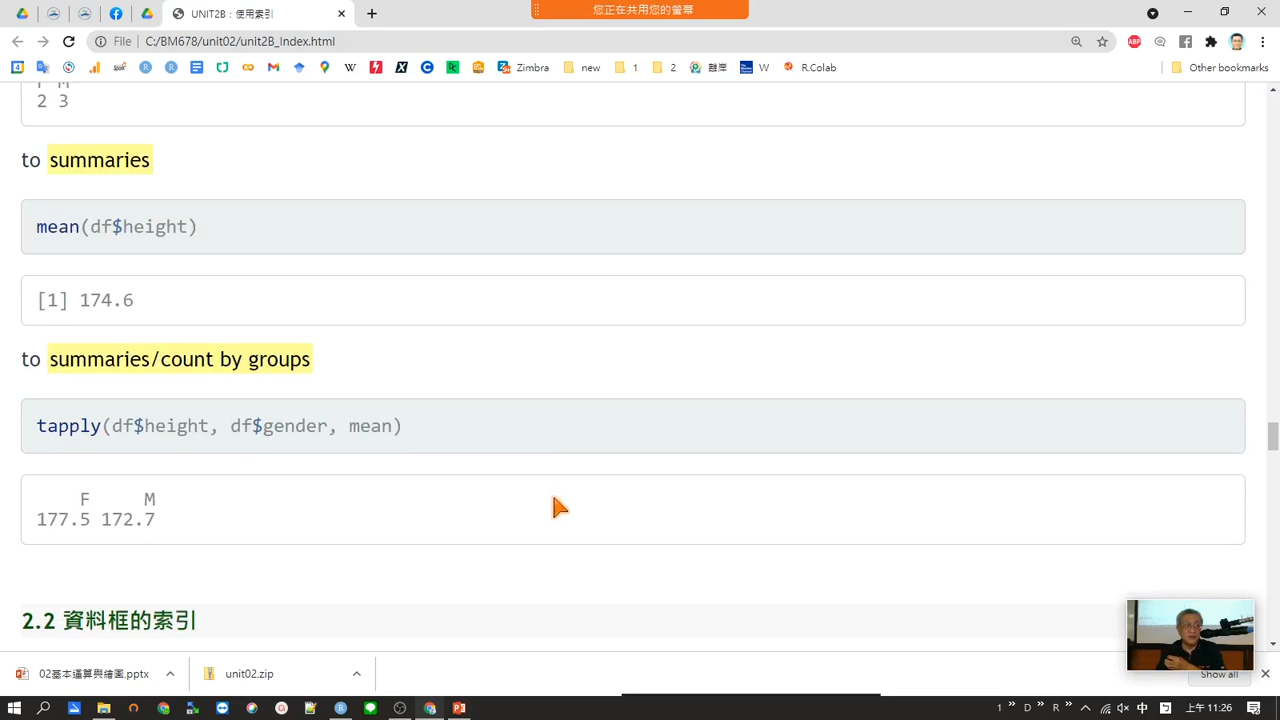 UNIT2B：使用索引
您正在共用您的螢幕
File C:/BM678/unit02/unit2B_Index.html
Zimbra new 1 2 離岸 W R.Colab Other bookmarks
F M
2 3
to summaries
mean(df$height)
[1] 174.6
to summaries/count by groups
tapply(df$height, df$gender, mean)
F M
177.5 172.7
2.2 資料框的索引
02基本運算與繪圖.pptx unit02.zip Show all
1 D R 中 上午 11:26